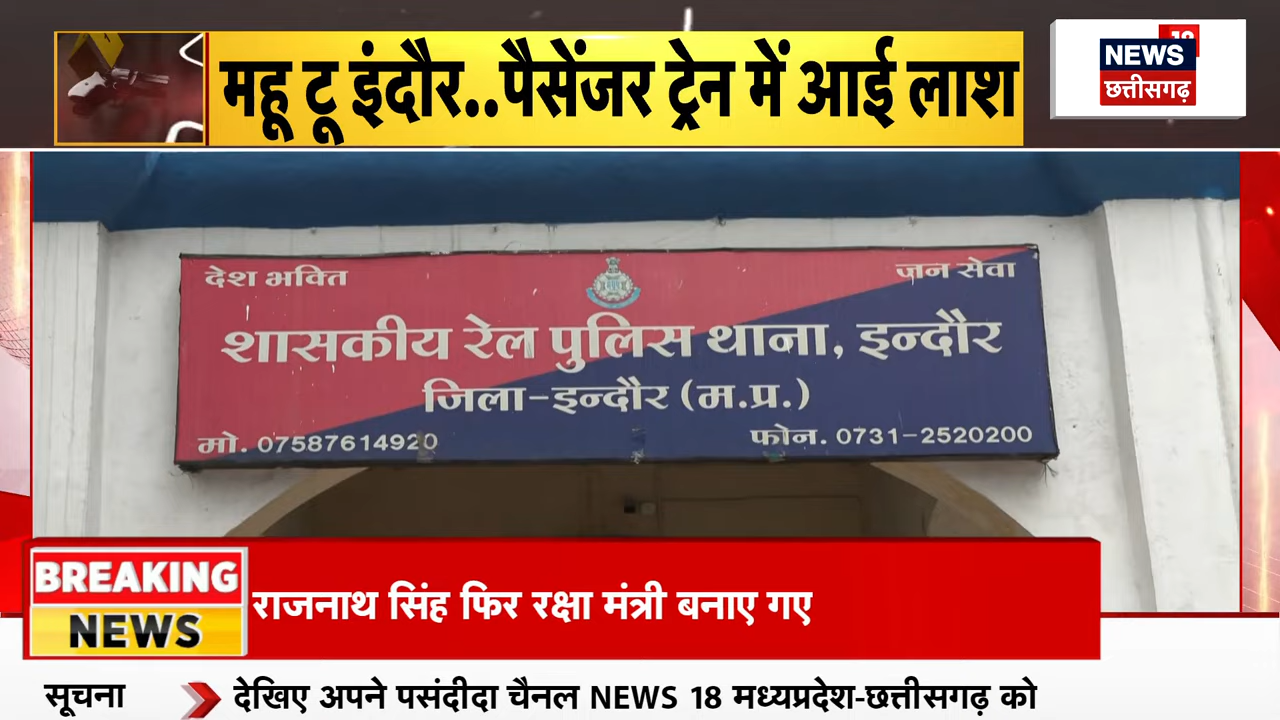 महू टू इंदौर..पैसेंजर ट्रेन में आई लाश
NEWS 18
छत्तीसगढ़
देश भक्ति
जन सेवा
शासकीय रेल पुलिस थाना, इन्दौर
जिला-इन्दौर (म.प्र.)
मो. 07587614920
फोन. 0731-2520200
BREAKING
NEWS
राजनाथ सिंह फिर रक्षा मंत्री बनाए गए
सूचना
देखिए अपने पसंदीदा चैनल NEWS 18 मध्यप्रदेश-छत्तीसगढ़ को